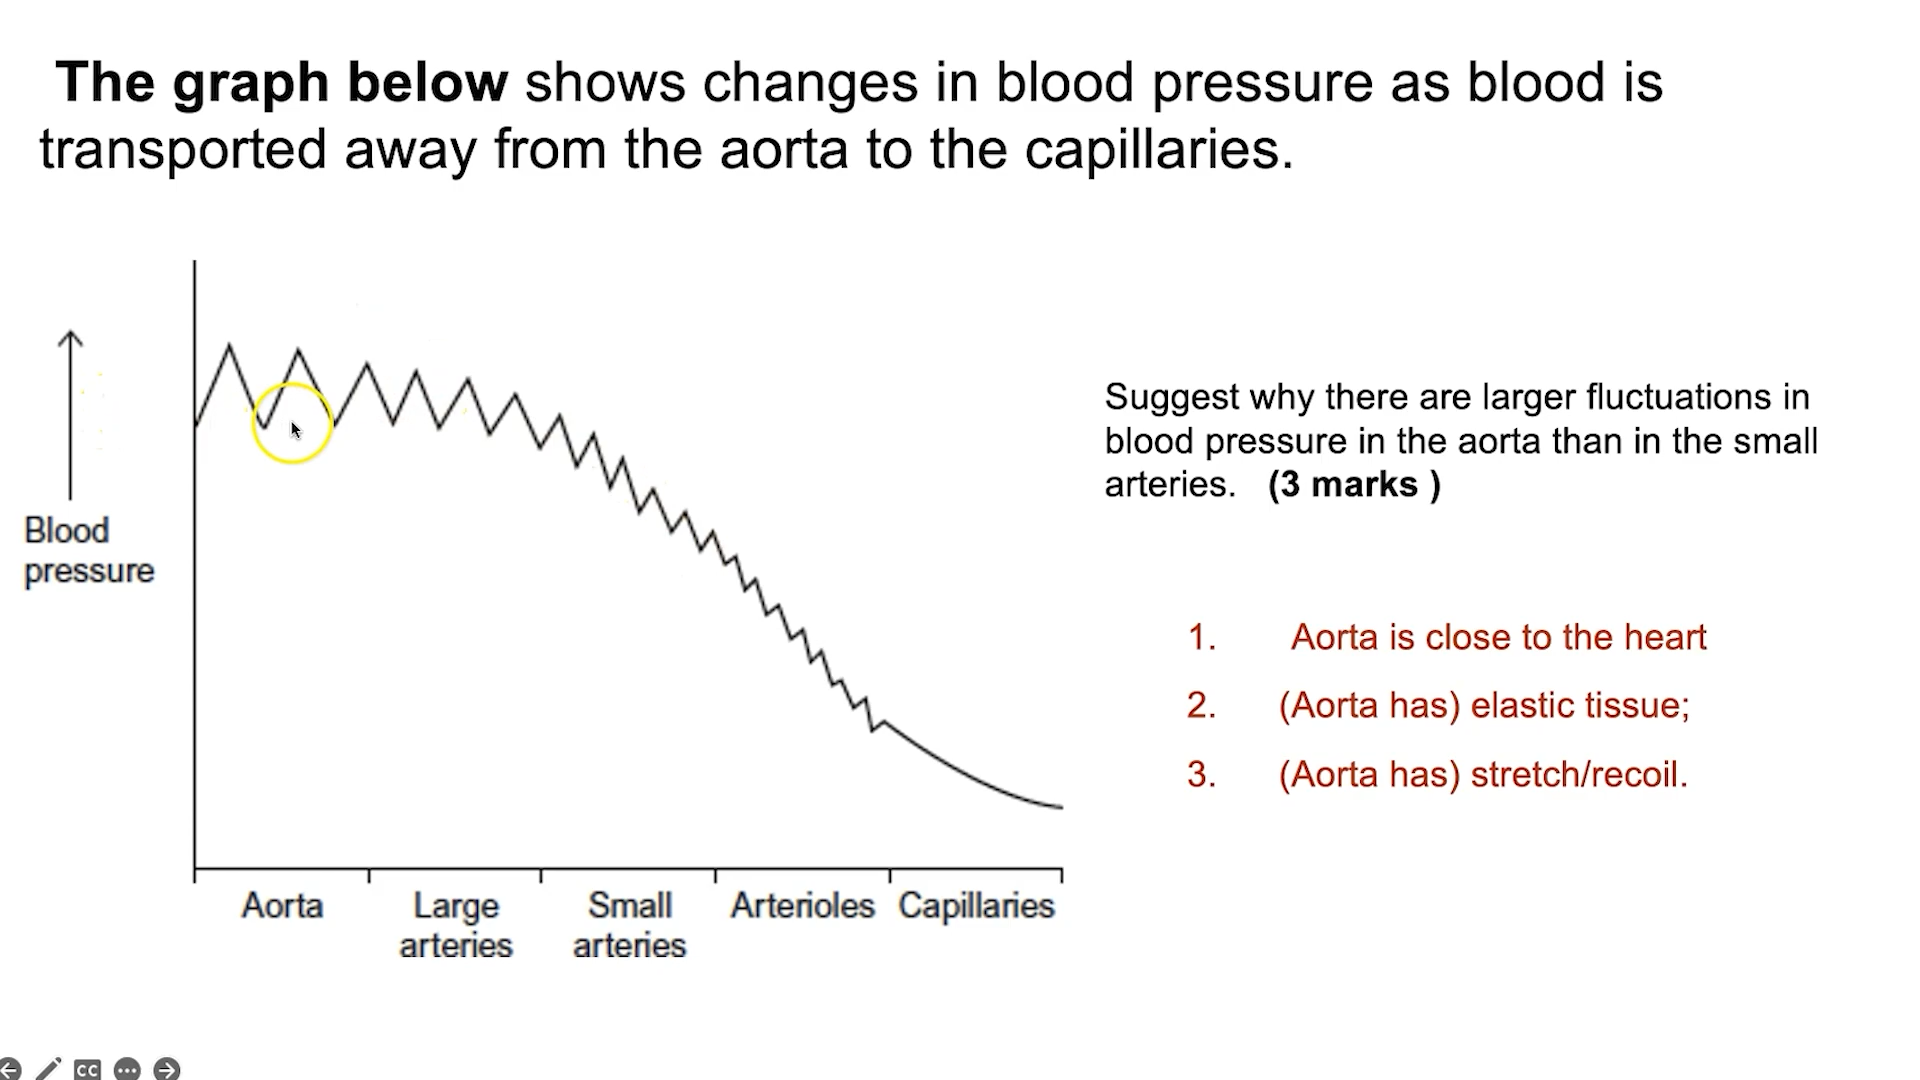 The graph below shows changes in blood pressure as blood is
transported away from the aorta to the capillaries.
Blood
pressure
Aorta
Large
arteries
Small
arteries
Arterioles
Capillaries
Suggest why there are larger fluctuations in
blood pressure in the aorta than in the small
arteries. (3 marks )
1. Aorta is close to the heart
2. (Aorta has) elastic tissue;
3. (Aorta has) stretch/recoil.
CC